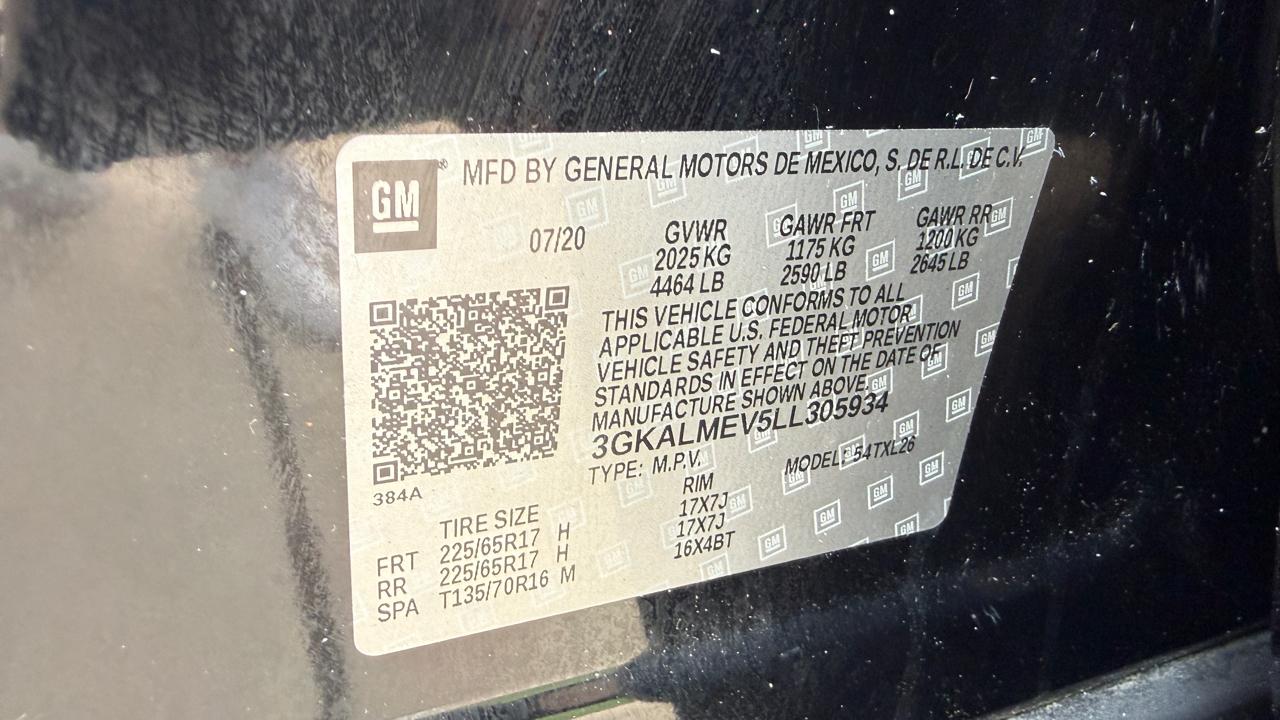 GM® MFD BY GENERAL MOTORS DE MEXICO, S. DE R.L. DE C.V.
07/20 GVWR GAWR FRT GAWR RR
2025 KG 1175 KG 1200 KG
4464 LB 2590 LB 2645 LB
THIS VEHICLE CONFORMS TO ALL
APPLICABLE U.S. FEDERAL MOTOR
VEHICLE SAFETY AND THEFT PREVENTION
STANDARDS IN EFFECT ON THE DATE OF
MANUFACTURE SHOWN ABOVE.
3GKALMEV5LL305934
TYPE: M.P.V. MODEL: 54TXL26
384A
TIRE SIZE RIM
FRT 225/65R17 H 17X7J
RR 225/65R17 H 17X7J
SPA T135/70R16 M 16X4BT